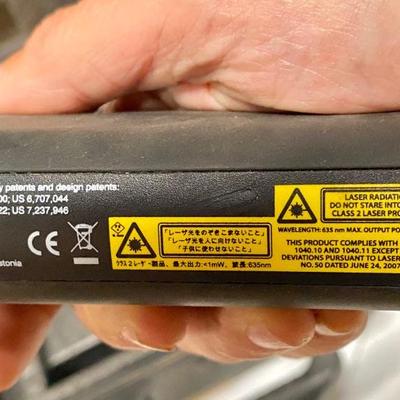 y patents and design patents:
00; US 6,707,044
22; US 7,237,946
CE
stonia
「レーザ光をのぞきこまないこと」
「レーザ光を人に向けないこと」
「子供に使わせないこと」
クラス2レーザー製品、最大出力:<1mW、波長:635nm
LASER RADIATI
DO NOT STARE INTO
CLASS 2 LASER PRO
WAVELENGTH: 635 nm MAX. OUTPUT PO
THIS PRODUCT COMPLIES WITH
1040.10 AND 1040.11 EXCEPT
DEVIATIONS PURSUANT TO LASER
NO. 50 DATED JUNE 24, 2007